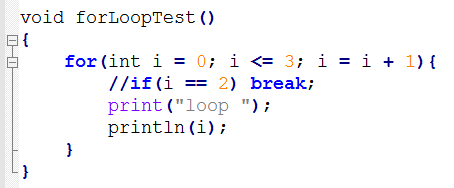 void forLoopTest()
{
    for(int i = 0; i <= 3; i = i + 1){
        //if(i == 2) break;
        print("loop ");
        println(i);
    }
}